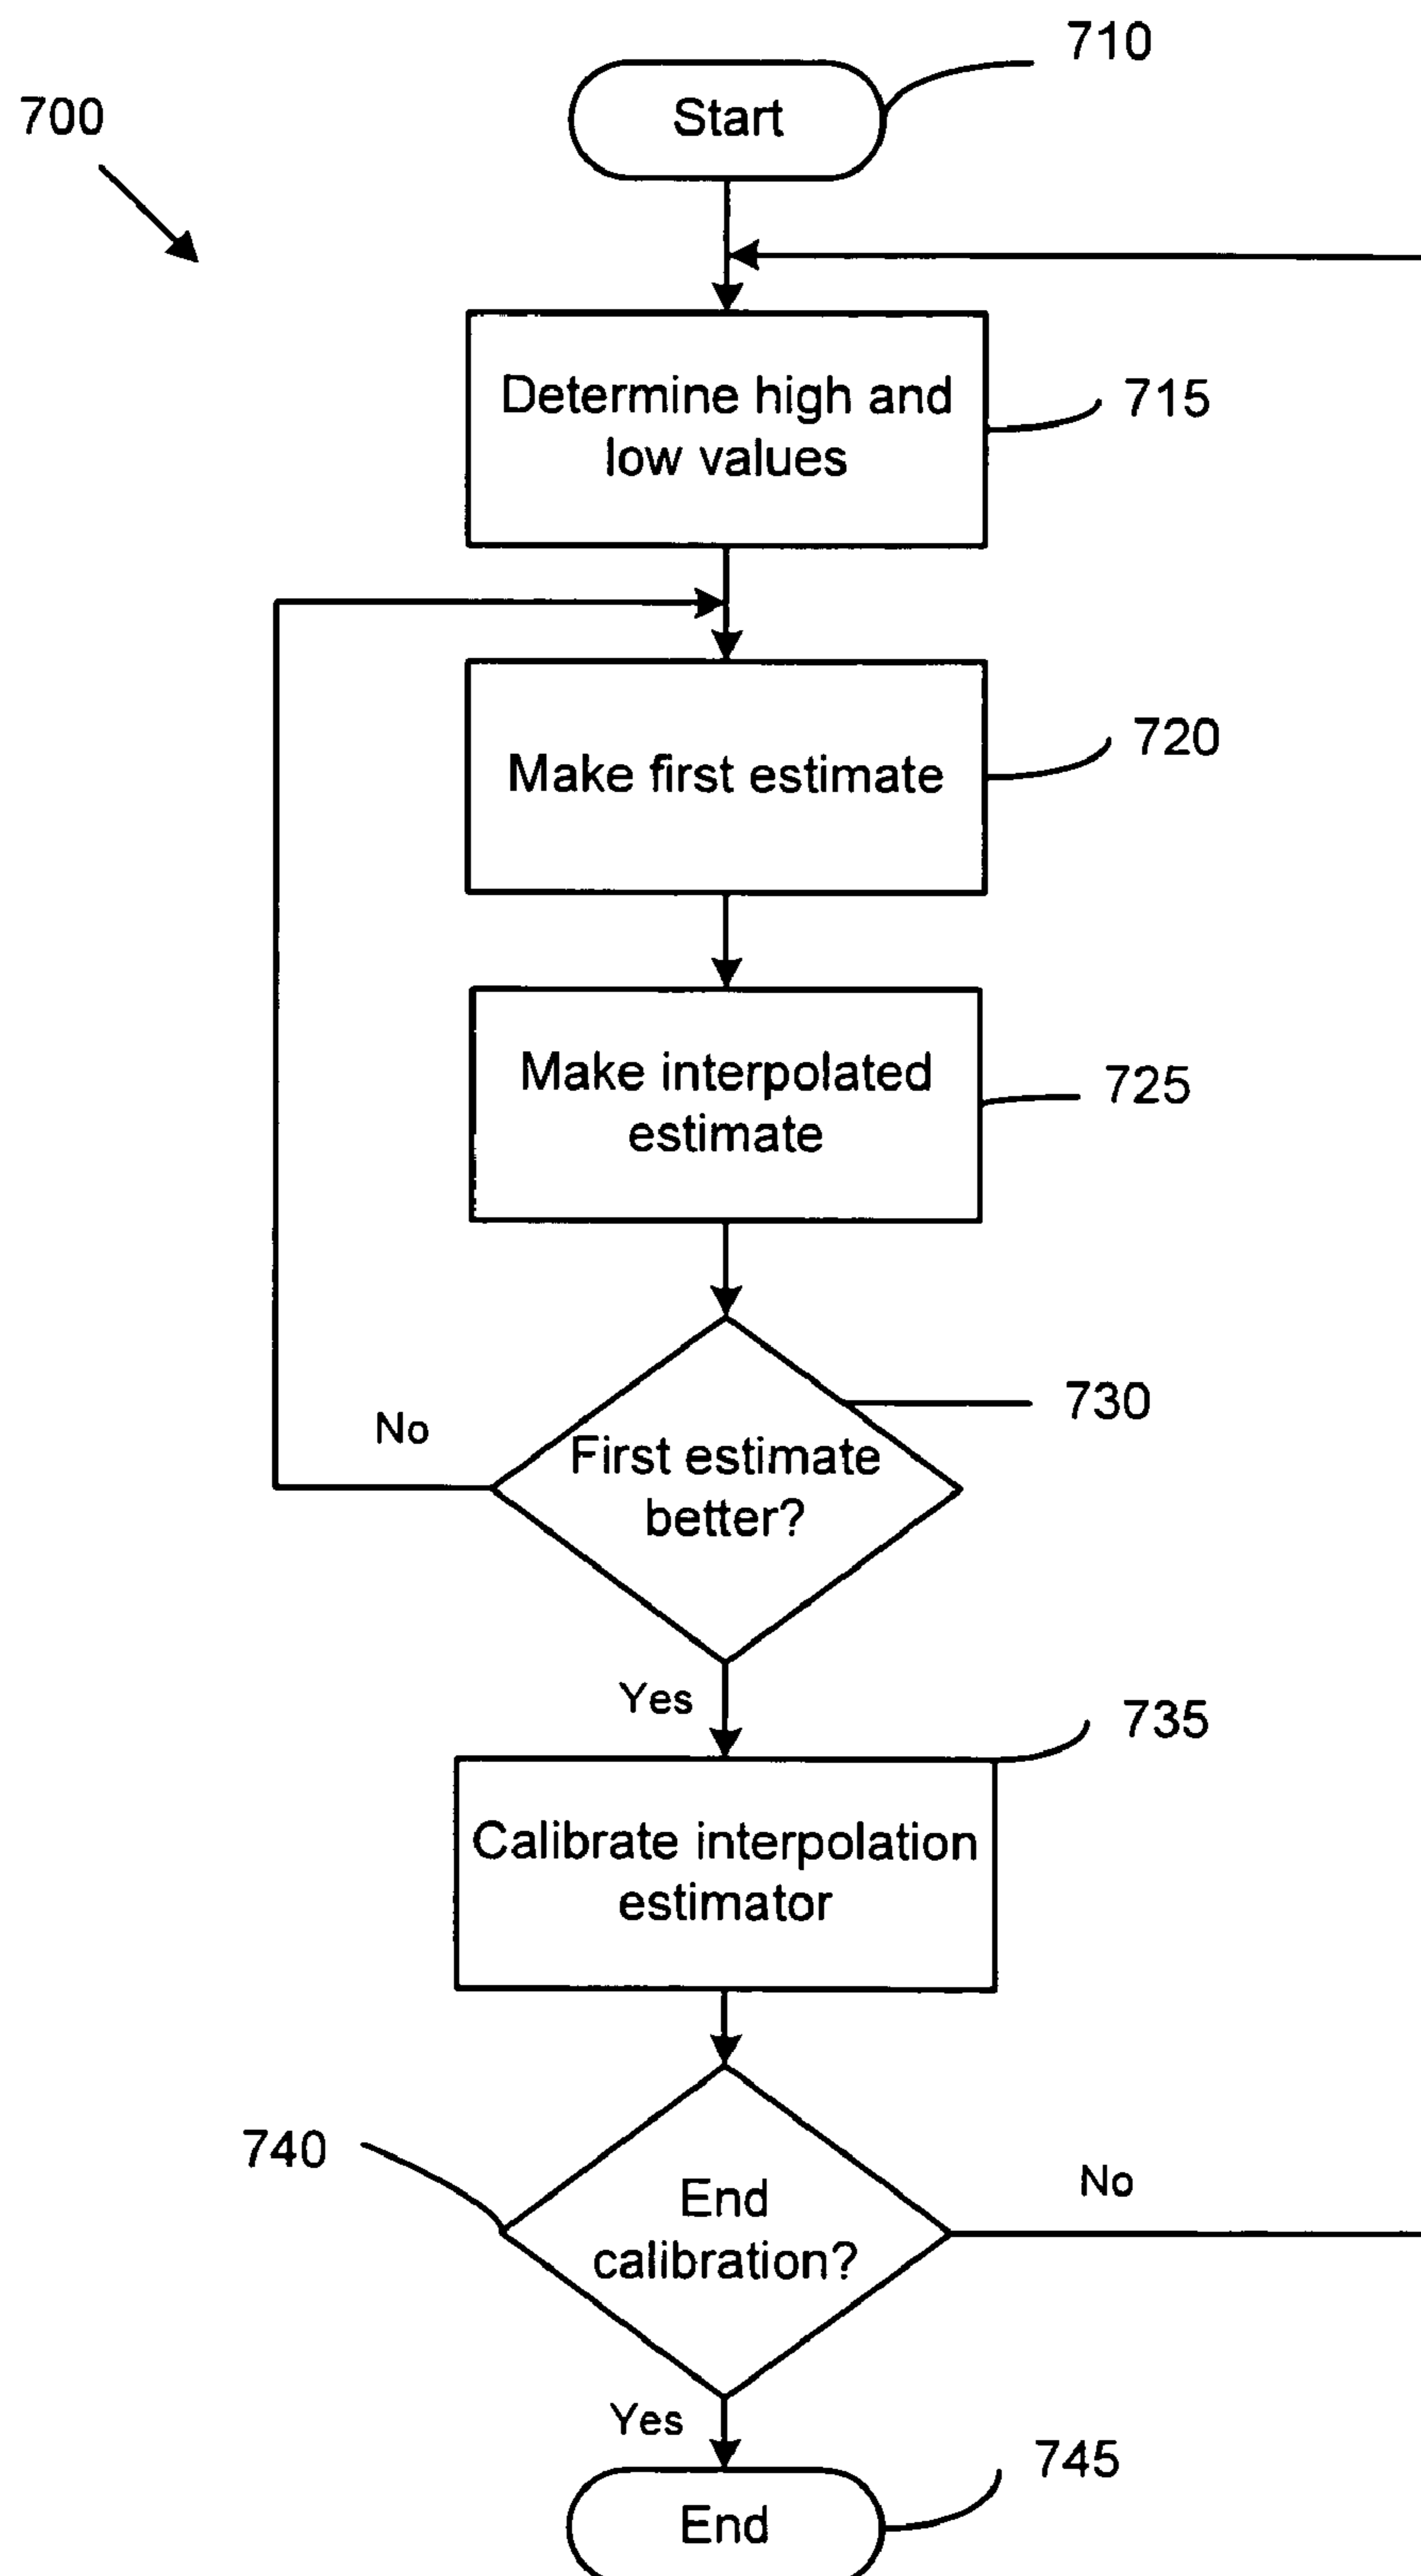 710
Start
700
Determine high and
low values
715
Make first estimate
720
Make interpolated
estimate
725
730
No
First estimate
better?
Yes
735
Calibrate interpolation
estimator
740
No
End
calibration?
Yes
745
End